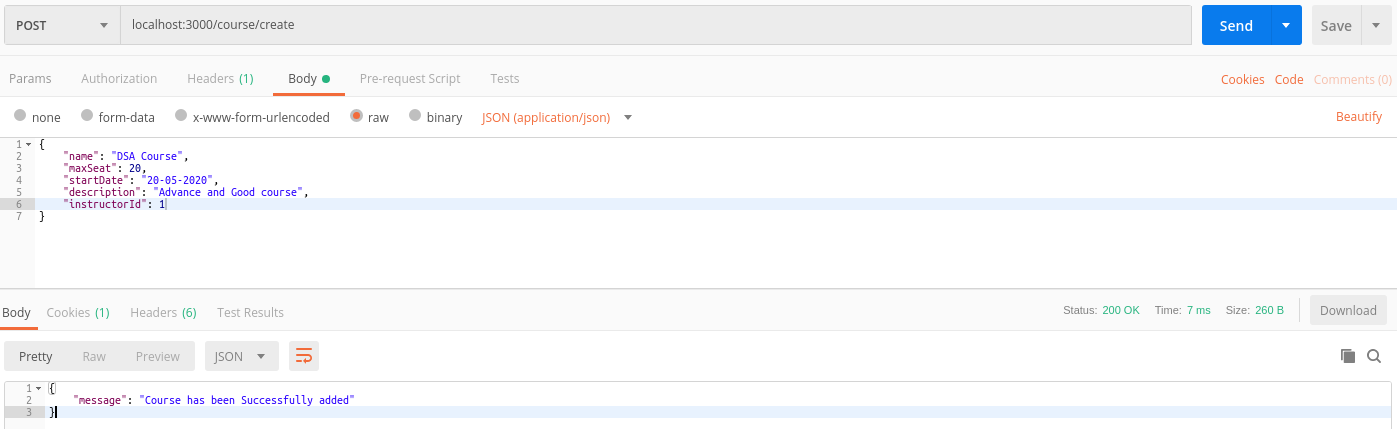 POST localhost:3000/course/create Send Save
Params Authorization Headers (1) Body Pre-request Script Tests Cookies Code Comments (0)
none form-data x-www-form-urlencoded raw binary JSON (application/json) Beautify
1 {
2 "name": "DSA Course",
3 "maxSeat": 20,
4 "startDate": "20-05-2020",
5 "description": "Advance and Good course",
6 "instructorId": 1
7 }
Body Cookies (1) Headers (6) Test Results Status: 200 OK Time: 7 ms Size: 260 B Download
Pretty Raw Preview JSON
1 {
2 "message": "Course has been Successfully added"
3 }